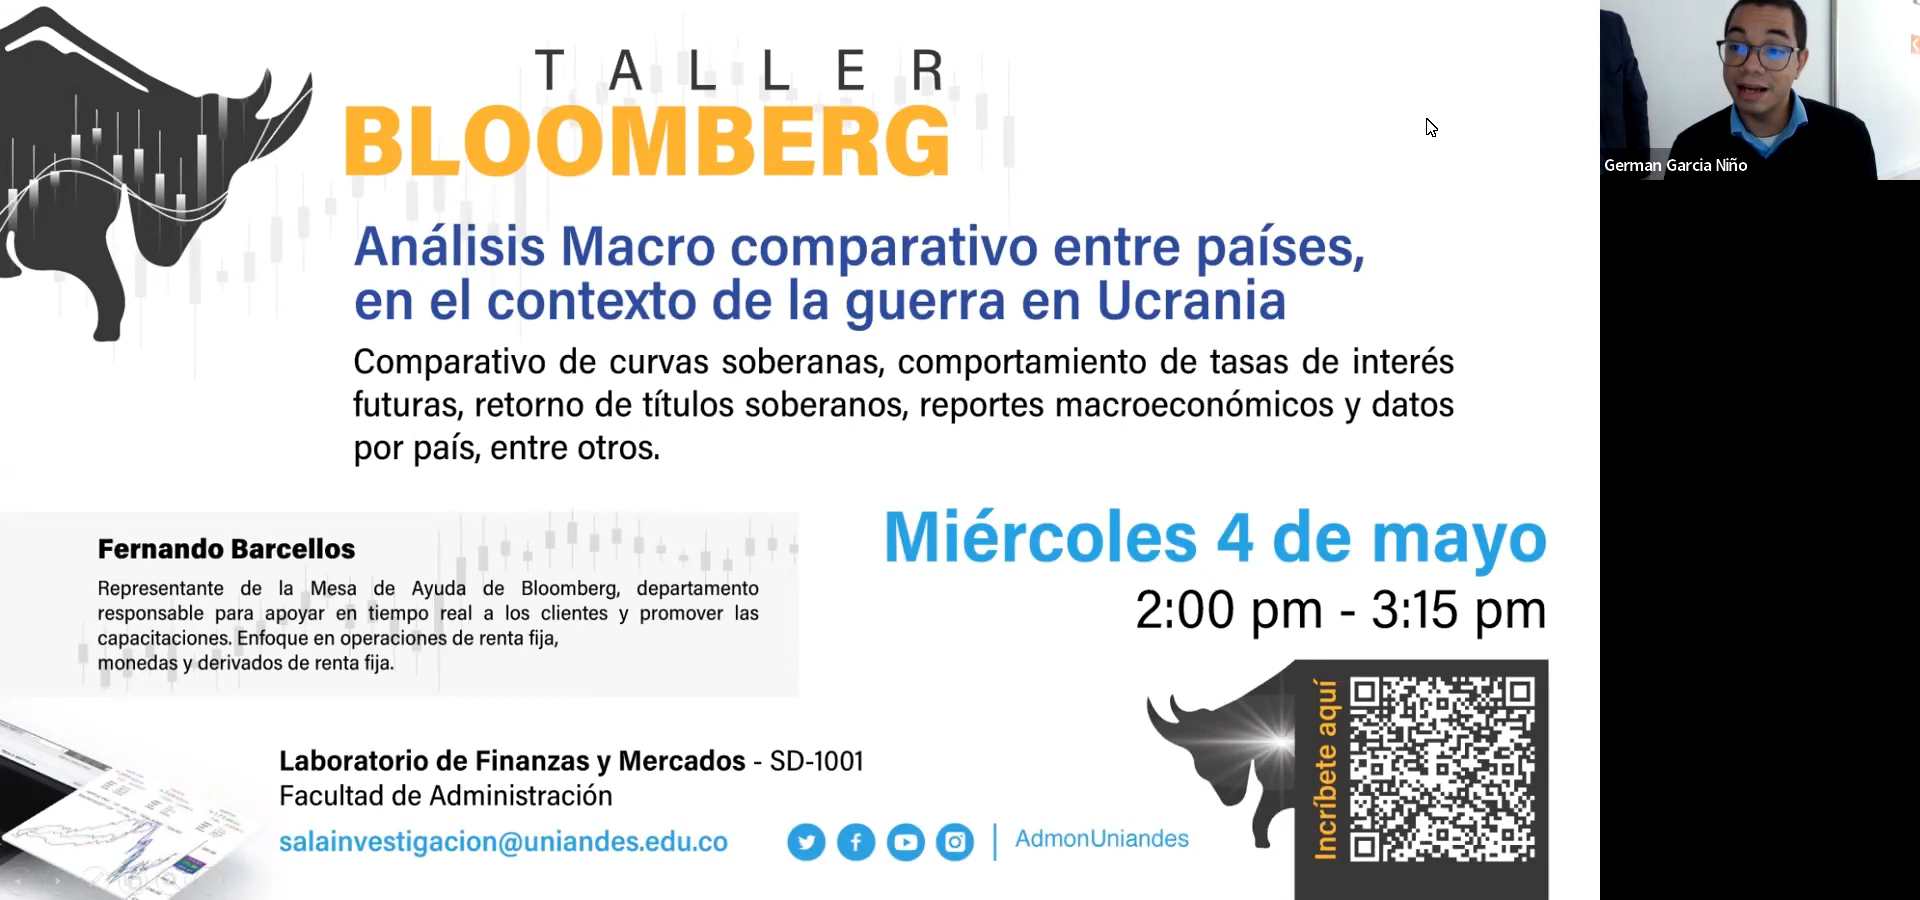 TALLER
BLOOMBERG
Análisis Macro comparativo entre países,
en el contexto de la guerra en Ucrania
Comparativo de curvas soberanas, comportamiento de tasas de interés
futuras, retorno de títulos soberanos, reportes macroeconómicos y datos
por país, entre otros.
Fernando Barcellos
Representante de la Mesa de Ayuda de Bloomberg, departamento
responsable para apoyar en tiempo real a los clientes y promover las
capacitaciones. Enfoque en operaciones de renta fija,
monedas y derivados de renta fija.
Miércoles 4 de mayo
2:00 pm - 3:15 pm
Laboratorio de Finanzas y Mercados - SD-1001
Facultad de Administración
salainvestigacion@uniandes.edu.co
AdmonUniandes
Incríbete aquí
German Garcia Niño